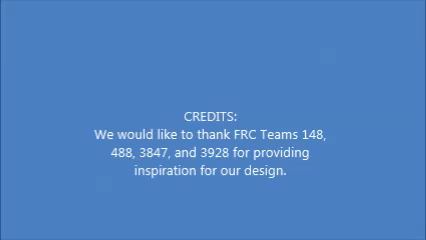 CREDITS:
We would like to thank FRC Teams 148,
488, 3847, and 3928 for providing
inspiration for our design.